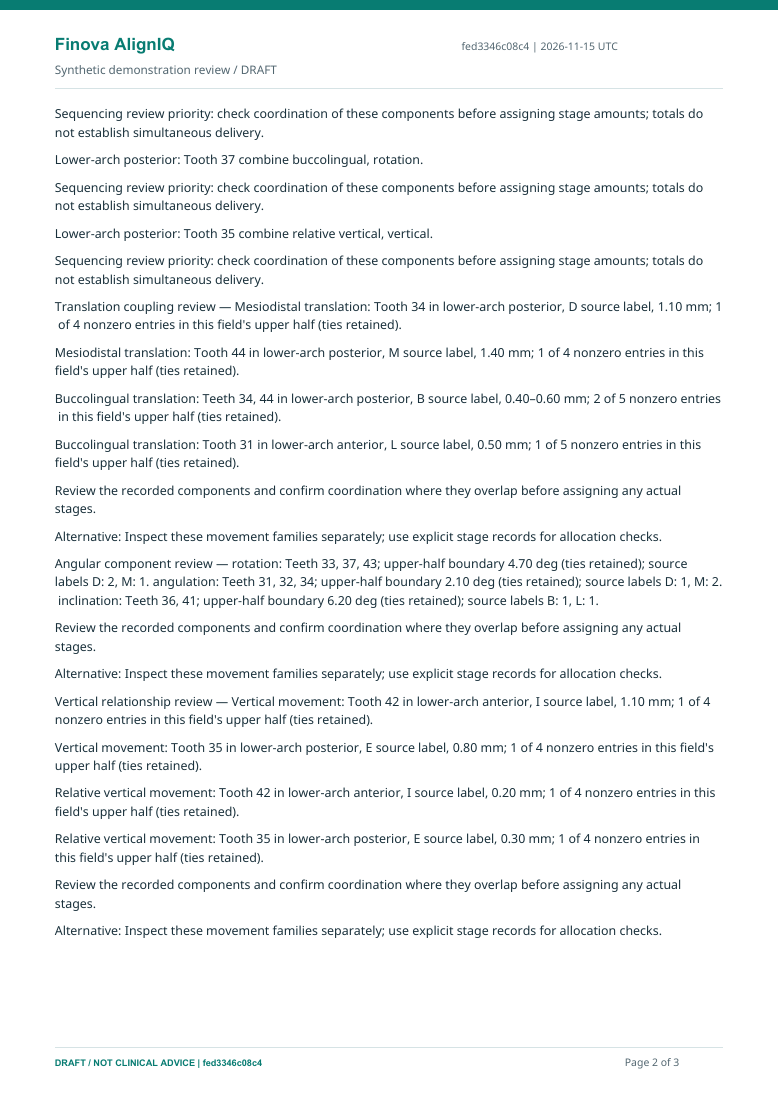 Finova AlignIQ
fed3346c08c4 | 2026-11-15 UTC
Synthetic demonstration review / DRAFT
Sequencing review priority: check coordination of these components before assigning stage amounts; totals do
not establish simultaneous delivery.
Lower-arch posterior: Tooth 37 combine buccolingual, rotation.
Sequencing review priority: check coordination of these components before assigning stage amounts; totals do
not establish simultaneous delivery.
Lower-arch posterior: Tooth 35 combine relative vertical, vertical.
Sequencing review priority: check coordination of these components before assigning stage amounts; totals do
not establish simultaneous delivery.
Translation coupling review — Mesiodistal translation: Tooth 34 in lower-arch posterior, D source label, 1.10 mm; 1
of 4 nonzero entries in this field's upper half (ties retained).
Mesiodistal translation: Tooth 44 in lower-arch posterior, M source label, 1.40 mm; 1 of 4 nonzero entries in this
field's upper half (ties retained).
Buccolingual translation: Teeth 34, 44 in lower-arch posterior, B source label, 0.40–0.60 mm; 2 of 5 nonzero entries
in this field's upper half (ties retained).
Buccolingual translation: Tooth 31 in lower-arch anterior, L source label, 0.50 mm; 1 of 5 nonzero entries in this
field's upper half (ties retained).
Review the recorded components and confirm coordination where they overlap before assigning any actual
stages.
Alternative: Inspect these movement families separately; use explicit stage records for allocation checks.
Angular component review — rotation: Teeth 33, 37, 43; upper-half boundary 4.70 deg (ties retained); source
labels D: 2, M: 1. angulation: Teeth 31, 32, 34; upper-half boundary 2.10 deg (ties retained); source labels D: 1, M: 2.
inclination: Teeth 36, 41; upper-half boundary 6.20 deg (ties retained); source labels B: 1, L: 1.
Review the recorded components and confirm coordination where they overlap before assigning any actual
stages.
Alternative: Inspect these movement families separately; use explicit stage records for allocation checks.
Vertical relationship review — Vertical movement: Tooth 42 in lower-arch anterior, I source label, 1.10 mm; 1 of 4
nonzero entries in this field's upper half (ties retained).
Vertical movement: Tooth 35 in lower-arch posterior, E source label, 0.80 mm; 1 of 4 nonzero entries in this field's
upper half (ties retained).
Relative vertical movement: Tooth 42 in lower-arch anterior, I source label, 0.20 mm; 1 of 4 nonzero entries in this
field's upper half (ties retained).
Relative vertical movement: Tooth 35 in lower-arch posterior, E source label, 0.30 mm; 1 of 4 nonzero entries in
this field's upper half (ties retained).
Review the recorded components and confirm coordination where they overlap before assigning any actual
stages.
Alternative: Inspect these movement families separately; use explicit stage records for allocation checks.
DRAFT / NOT CLINICAL ADVICE | fed3346c08c4
Page 2 of 3